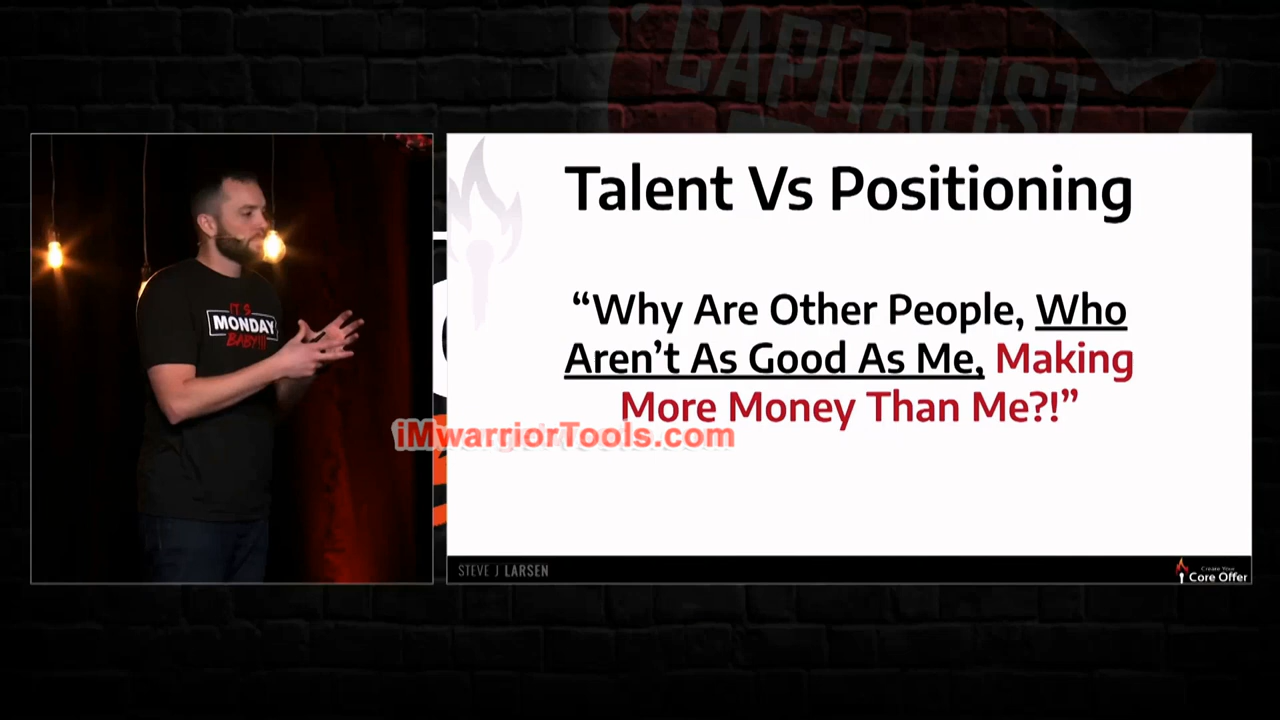 CAPITALIST
IT'S
MONDAY
BABY!!!
Talent Vs Positioning
“Why Are Other People, Who
Aren’t As Good As Me, Making
More Money Than Me?!”
iMwarriorTools.com
STEVE J LARSEN
Create Your
Core Offer